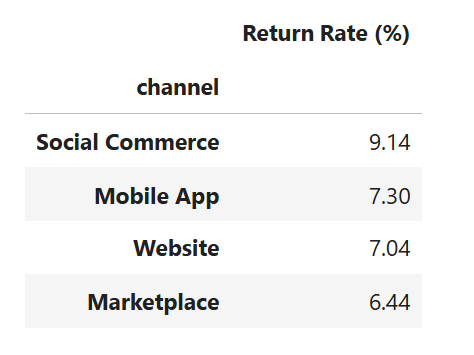 Return Rate (%)
channel
Social Commerce 9.14
Mobile App 7.30
Website 7.04
Marketplace 6.44